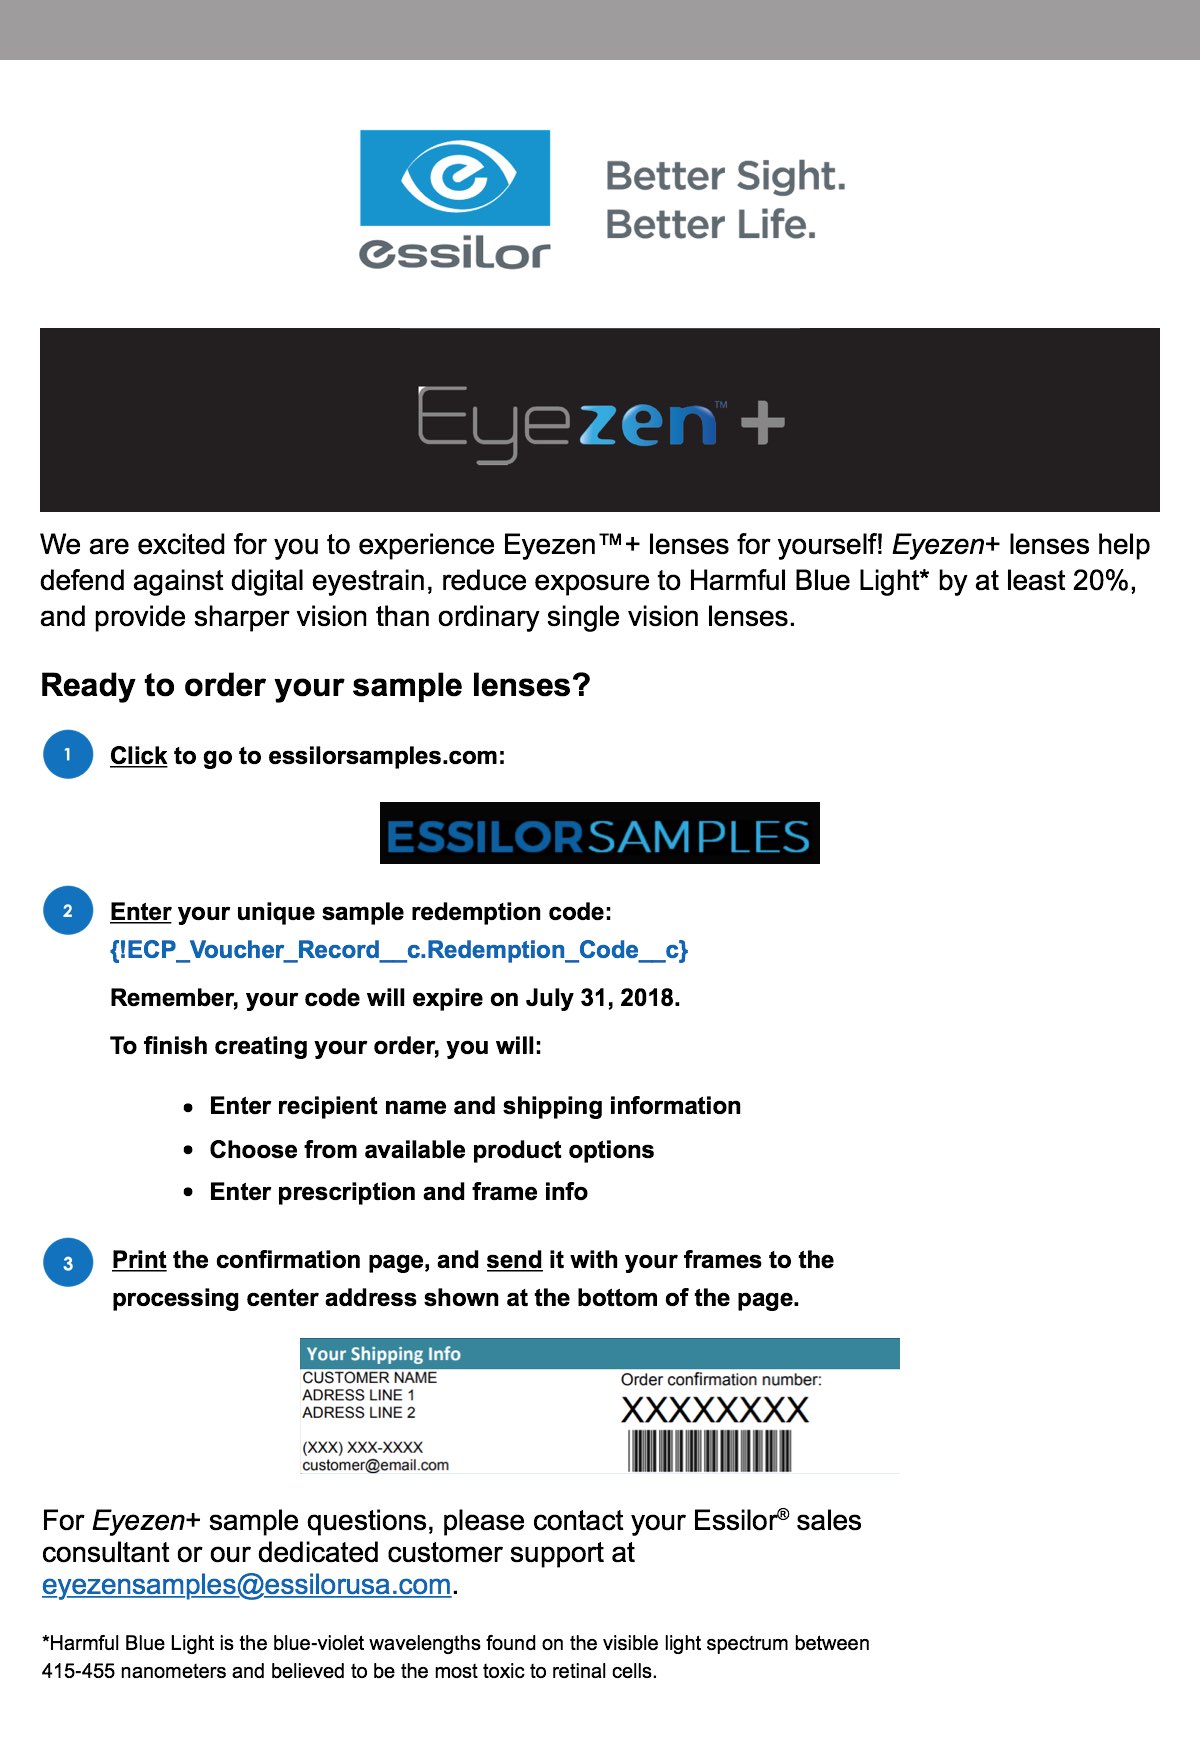 essilor
Better Sight.
Better Life.
Eyezen™+
We are excited for you to experience Eyezen™+ lenses for yourself! Eyezen+ lenses help
defend against digital eyestrain, reduce exposure to Harmful Blue Light* by at least 20%,
and provide sharper vision than ordinary single vision lenses.
Ready to order your sample lenses?
1 Click to go to essilorsamples.com:
ESSILORSAMPLES
2 Enter your unique sample redemption code:
{!ECP_Voucher_Record__c.Redemption_Code__c}
Remember, your code will expire on July 31, 2018.
To finish creating your order, you will:
• Enter recipient name and shipping information
• Choose from available product options
• Enter prescription and frame info
3 Print the confirmation page, and send it with your frames to the
processing center address shown at the bottom of the page.
Your Shipping Info
CUSTOMER NAME
ADRESS LINE 1
ADRESS LINE 2
(XXX) XXX-XXXX
customer@email.com
Order confirmation number:
XXXXXXXX
For Eyezen+ sample questions, please contact your Essilor® sales
consultant or our dedicated customer support at
eyezensamples@essilorusa.com.
*Harmful Blue Light is the blue-violet wavelengths found on the visible light spectrum between
415-455 nanometers and believed to be the most toxic to retinal cells.